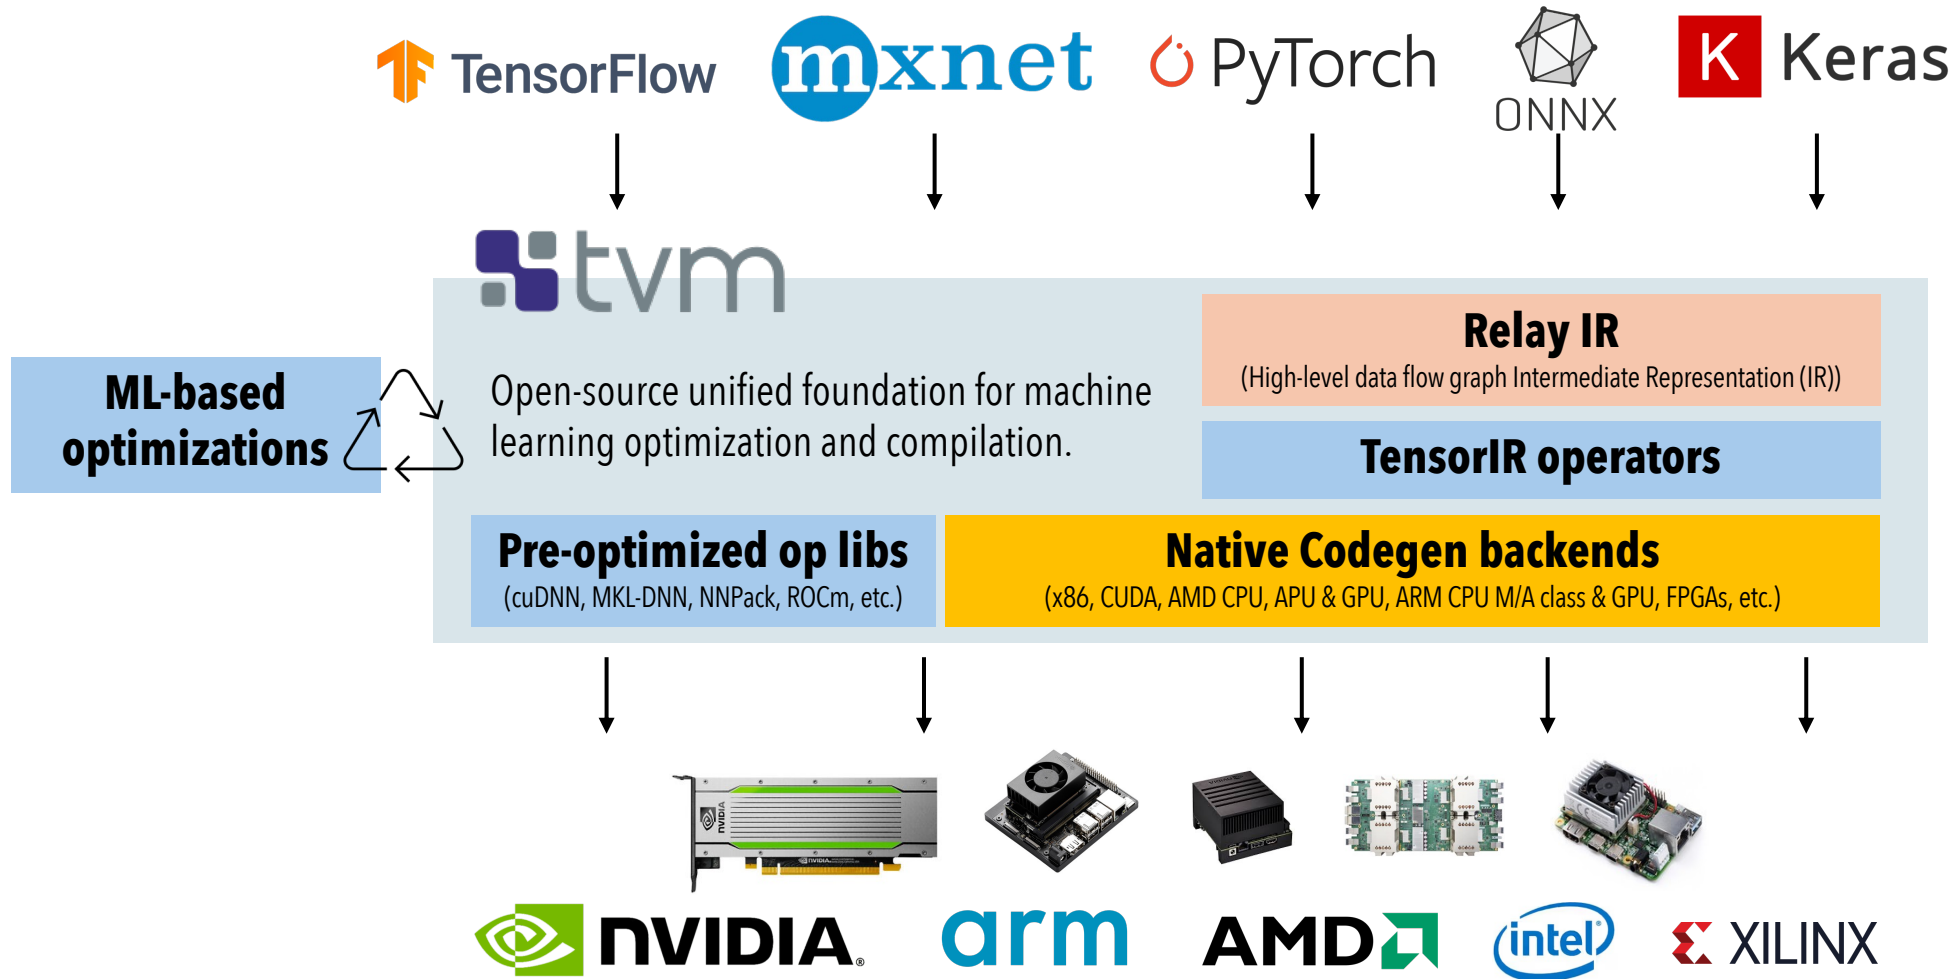 TensorFlow
mxnet
PyTorch
ONNX
K Keras
tvm
Relay IR
(High-level data flow graph Intermediate Representation (IR))
ML-based
optimizations
Open-source unified foundation for machine
learning optimization and compilation.
TensorIR operators
Pre-optimized op libs
(cuDNN, MKL-DNN, NNPack, ROCm, etc.)
Native Codegen backends
(x86, CUDA, AMD CPU, APU & GPU, ARM CPU M/A class & GPU, FPGAs, etc.)
NVIDIA
NVIDIA.
NVIDIA.
arm
AMD
intel
XILINX